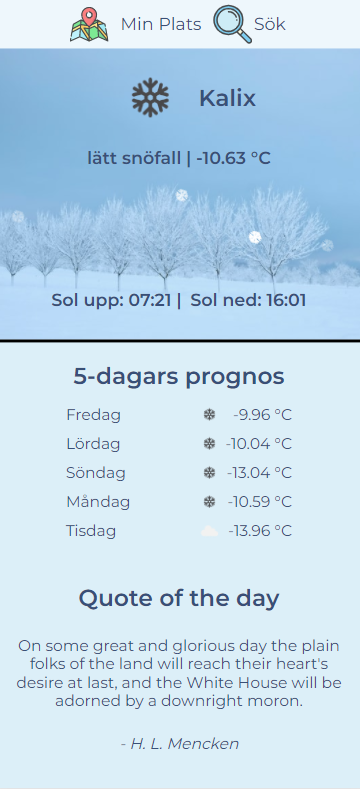 Min Plats Sök
Kalix
lätt snöfall | -10.63 °C
Sol upp: 07:21 | Sol ned: 16:01
5-dagars prognos
Fredag -9.96 °C
Lördag -10.04 °C
Söndag -13.04 °C
Måndag -10.59 °C
Tisdag -13.96 °C
Quote of the day
On some great and glorious day the plain
folks of the land will reach their heart's
desire at last, and the White House will be
adorned by a downright moron.
- H. L. Mencken